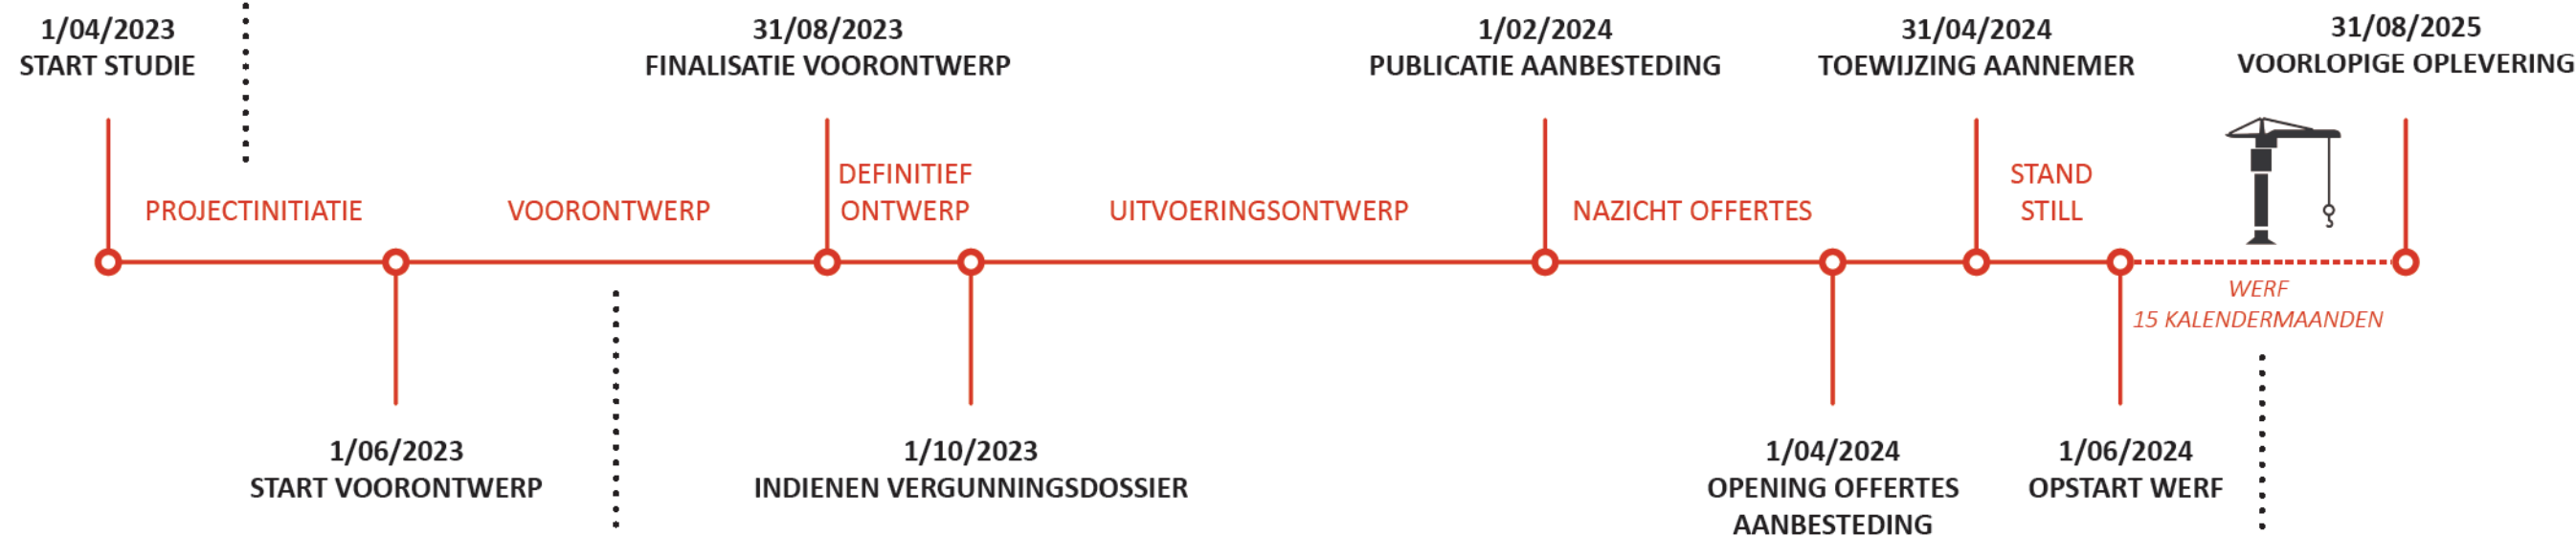 1/04/2023
START STUDIE
31/08/2023
FINALISATIE VOORONTWERP
1/02/2024
PUBLICATIE AANBESTEDING
31/04/2024
TOEWIJZING AANNEMER
31/08/2025
VOORLOPIGE OPLEVERING
PROJECTINITIATIE
VOORONTWERP
DEFINITIEF
ONTWERP
UITVOERINGSONTWERP
NAZICHT OFFERTES
STAND
STILL
WERF
15 KALENDERMAANDEN
1/06/2023
START VOORONTWERP
1/10/2023
INDIENEN VERGUNNINGSDOSSIER
1/04/2024
OPENING OFFERTES
AANBESTEDING
1/06/2024
OPSTART WERF